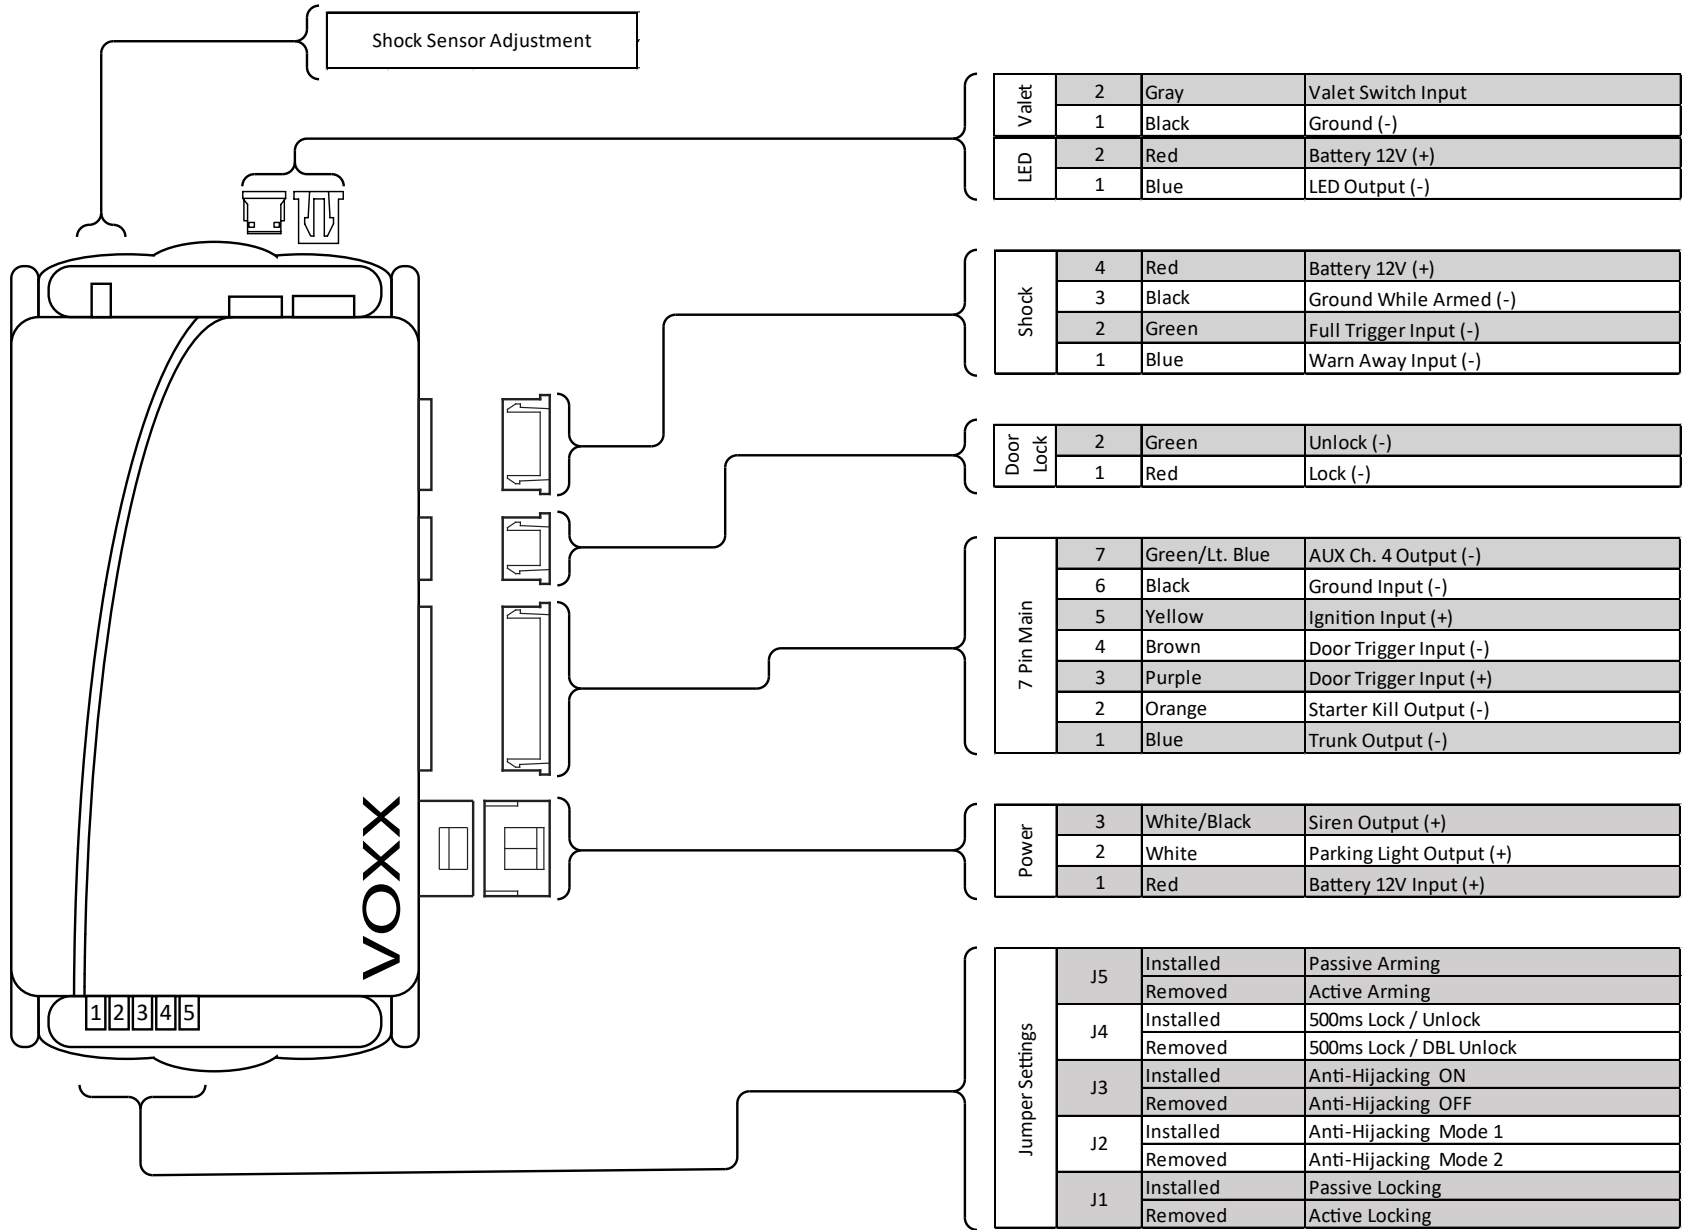 Shock Sensor Adjustment
Valet
2 Gray Valet Switch Input
1 Black Ground (-)
LED
2 Red Battery 12V (+)
1 Blue LED Output (-)
Shock
4 Red Battery 12V (+)
3 Black Ground While Armed (-)
2 Green Full Trigger Input (-)
1 Blue Warn Away Input (-)
Door
Lock
2 Green Unlock (-)
1 Red Lock (-)
7 Pin Main
7 Green/Lt. Blue AUX Ch. 4 Output (-)
6 Black Ground Input (-)
5 Yellow Ignition Input (+)
4 Brown Door Trigger Input (-)
3 Purple Door Trigger Input (+)
2 Orange Starter Kill Output (-)
1 Blue Trunk Output (-)
Power
3 White/Black Siren Output (+)
2 White Parking Light Output (+)
1 Red Battery 12V Input (+)
VOXX
1 2 3 4 5
Jumper Settings
J5
Installed Passive Arming
Removed Active Arming
J4
Installed 500ms Lock / Unlock
Removed 500ms Lock / DBL Unlock
J3
Installed Anti-Hijacking ON
Removed Anti-Hijacking OFF
J2
Installed Anti-Hijacking Mode 1
Removed Anti-Hijacking Mode 2
J1
Installed Passive Locking
Removed Active Locking